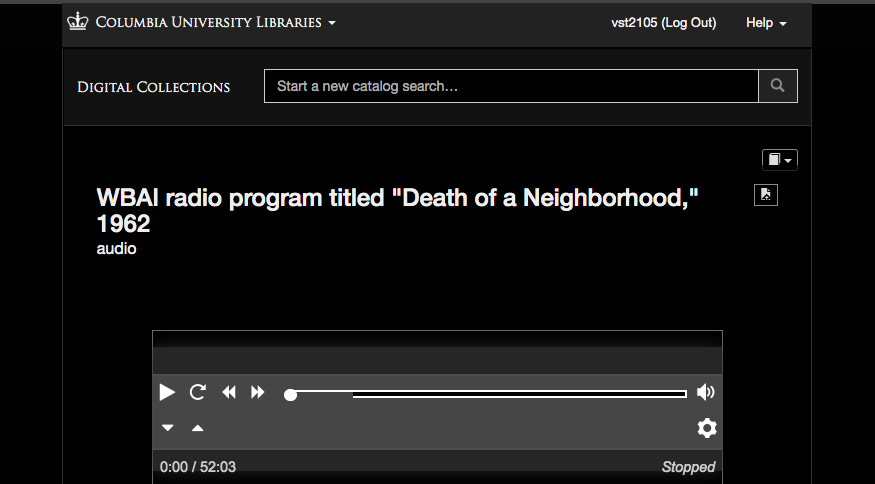 COLUMBIA UNIVERSITY LIBRARIES
vst2105 (Log Out)
Help
DIGITAL COLLECTIONS
Start a new catalog search…
WBAI radio program titled "Death of a Neighborhood,"
1962
audio
0:00 / 52:03
Stopped